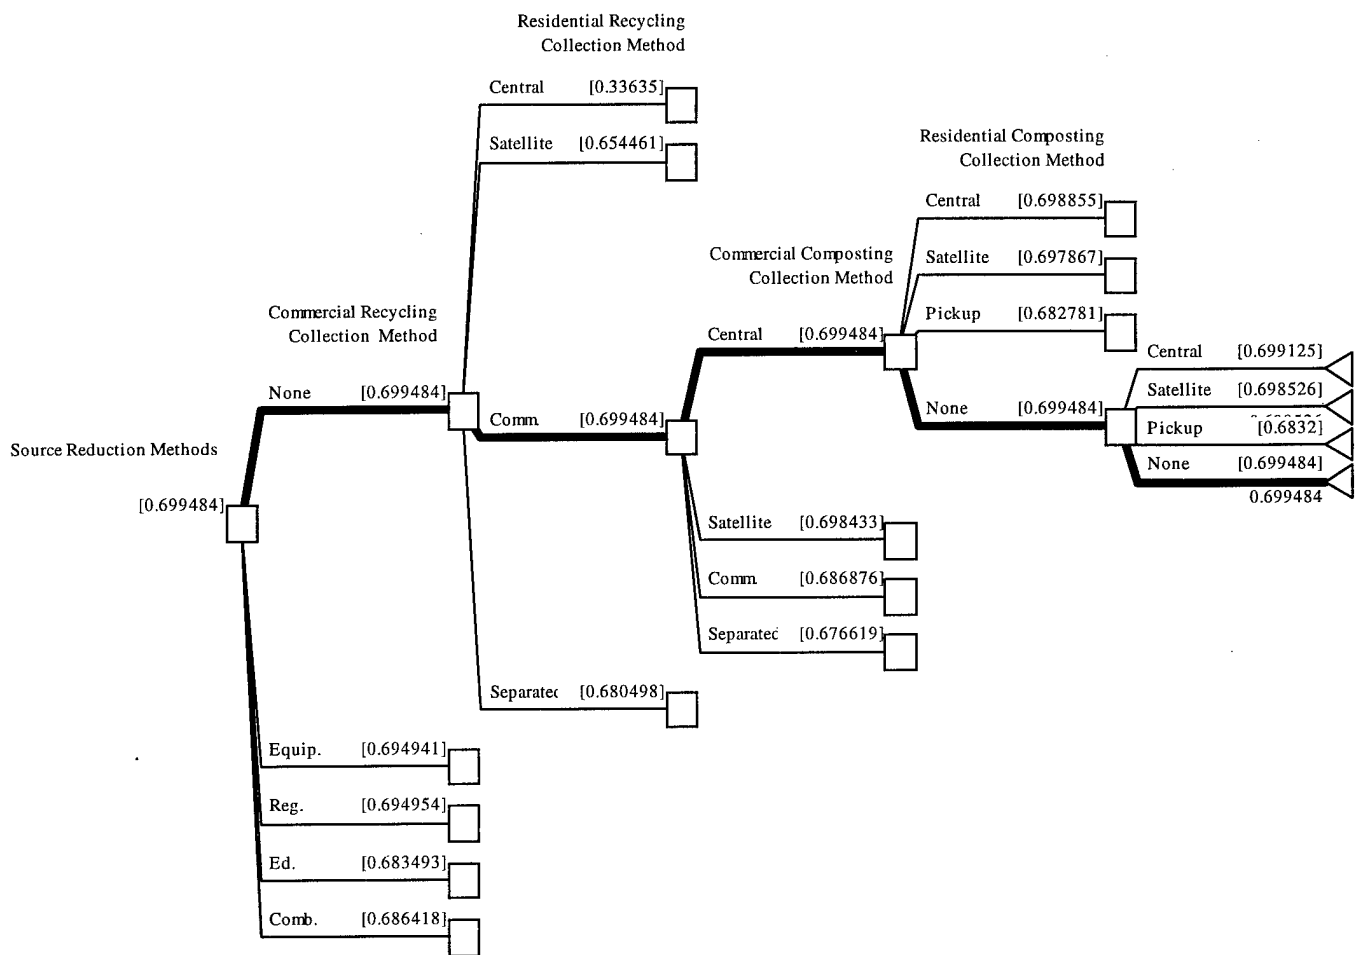 Residential Recycling
Collection Method
Central [0.33635]
Satellite [0.654461]
Residential Composting
Collection Method
Central [0.698855]
Commercial Composting
Collection Method
Satellite [0.697867]
Pickup [0.682781]
Commercial Recycling
Collection Method
Central [0.699484]
Central [0.699125]
None [0.699484]
Satellite [0.698526]
Comm. [0.699484]
None [0.699484]
Pickup [0.6832]
Source Reduction Methods
None [0.699484]
0.699484
[0.699484]
Satellite [0.698433]
Comm. [0.686876]
Separated [0.676619]
Separated [0.680498]
Equip. [0.694941]
Reg. [0.694954]
Ed. [0.683493]
Comb. [0.686418]